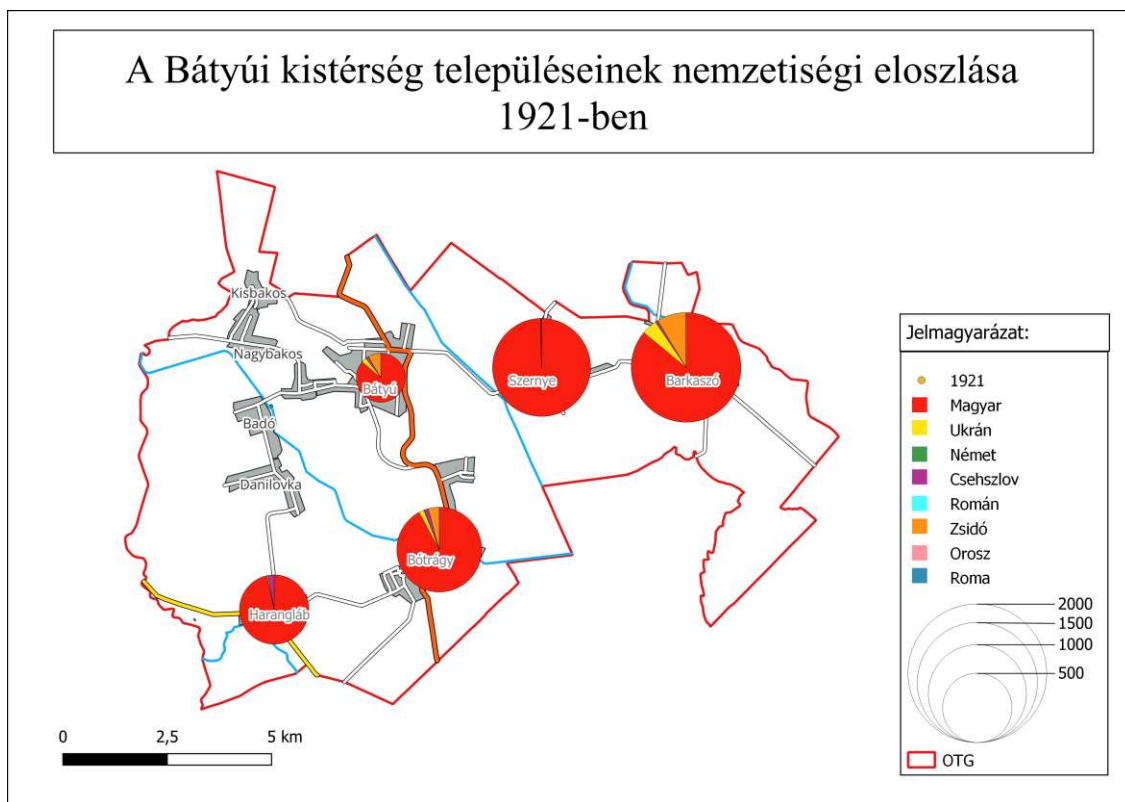 A Bátyúi kistérség településeinek nemzetiségi eloszlása
1921-ben
Kisbakos
Nagybakos
Bátyú
Szernye
Barkaszó
Badó
Danilovka
Bótrágy
Harangláb
0 2,5 5 km
Jelmagyarázat:
1921
Magyar
Ukrán
Német
Csehszlov
Román
Zsidó
Orosz
Roma
2000
1500
1000
500
OTG